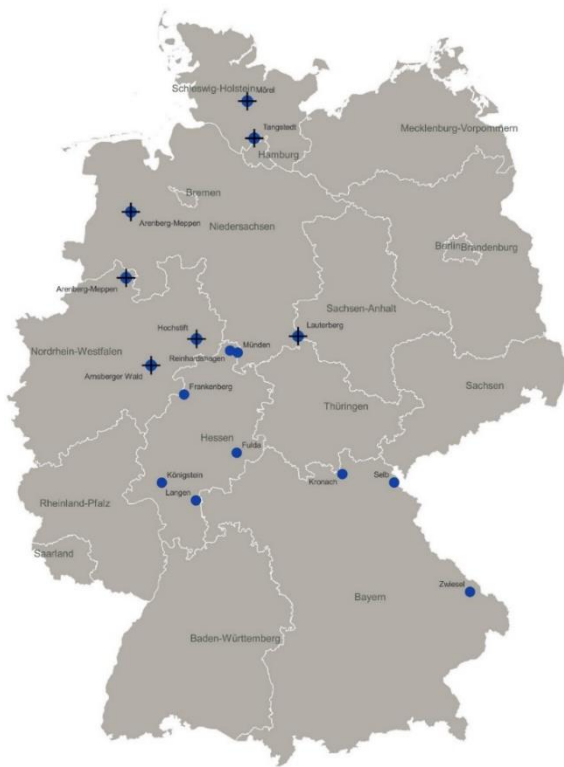 Schleswig-Holstein
Mörel
Mecklenburg-Vorpommern
Tangstedt
Hamburg
Bremen
Arenberg-Meppen
Niedersachsen
Berlin
Brandenburg
Arenberg-Meppen
Sachsen-Anhalt
Hochstift
Lauterberg
Nordrhein-Westfalen
Münden
Reinhardshagen
Arnsberger Wald
Sachsen
Frankenberg
Thüringen
Hessen
Fulda
Königstein
Kronach
Selb
Langen
Rheinland-Pfalz
Saarland
Zwiesel
Bayern
Baden-Württemberg